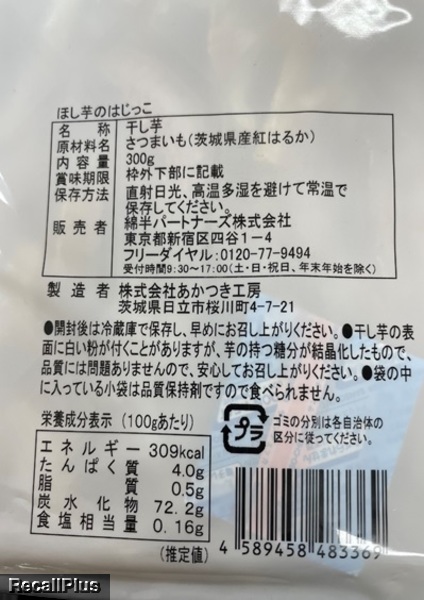 ほし芋のはじっこ
名称 干し芋
原材料名 さつまいも(茨城県産紅はるか)
内容量 300g
賞味期限 枠外下部に記載
保存方法 直射日光、高温多湿を避けて常温で
保存してください。
販売者 綿半パートナーズ株式会社
東京都新宿区四谷1-4
フリーダイヤル:0120-77-9494
受付時間9:30~17:00(土・日・祝日、年末年始を除く)
製造者 株式会社あかつき工房
茨城県日立市桜川町4-7-21
●開封後は冷蔵庫で保存し、早めにお召し上がりください。●干し芋の表
面に白い粉が付くことがありますが、芋の持つ糖分が結晶化したもので、
品質には問題ありませんので、安心してお召し上がりください。●袋の中
に入っている小袋は品質保持剤ですので食べられません。
栄養成分表示(100gあたり)
エネルギー 309kcal
たんぱく質 4.0g
脂質 0.5g
炭水化物 72.2g
食塩相当量 0.16g
(推定値)
プラ
ゴミの分別は各自治体の
区分に従ってください。
4 589458 483369
RecallPlus